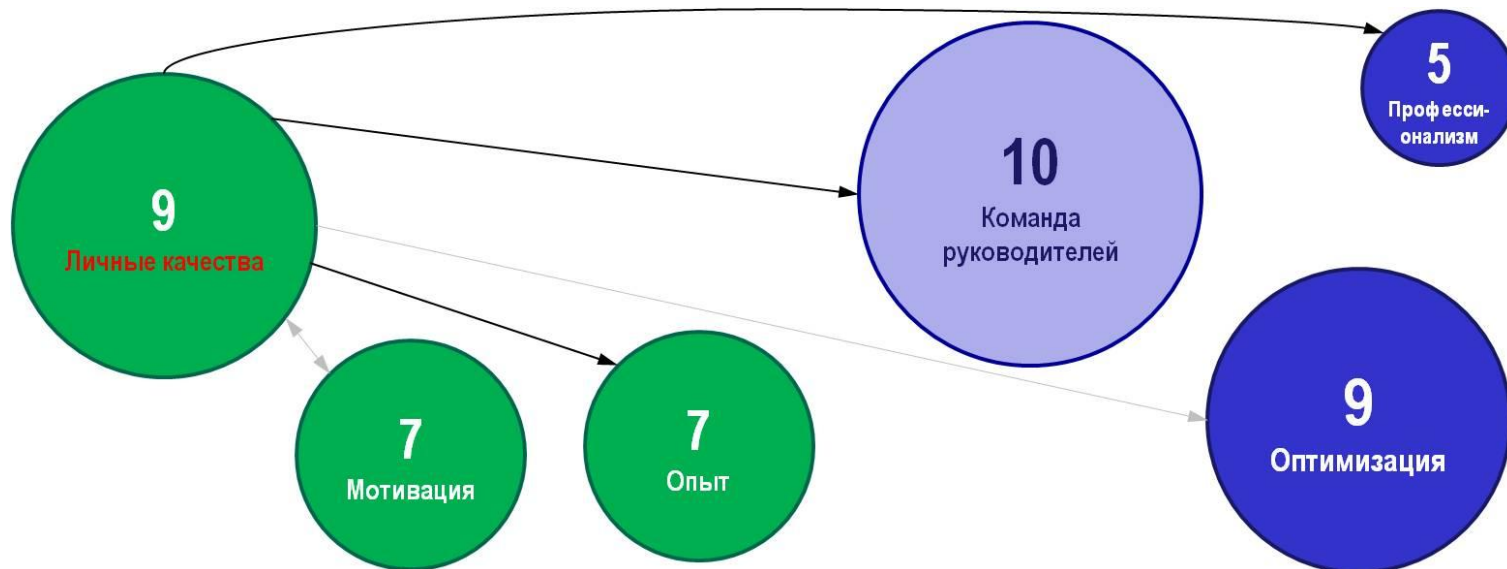 9
Личные качества
7
Мотивация
7
Опыт
10
Команда
руководителей
5
Професси-
онализм
9
Оптимизация